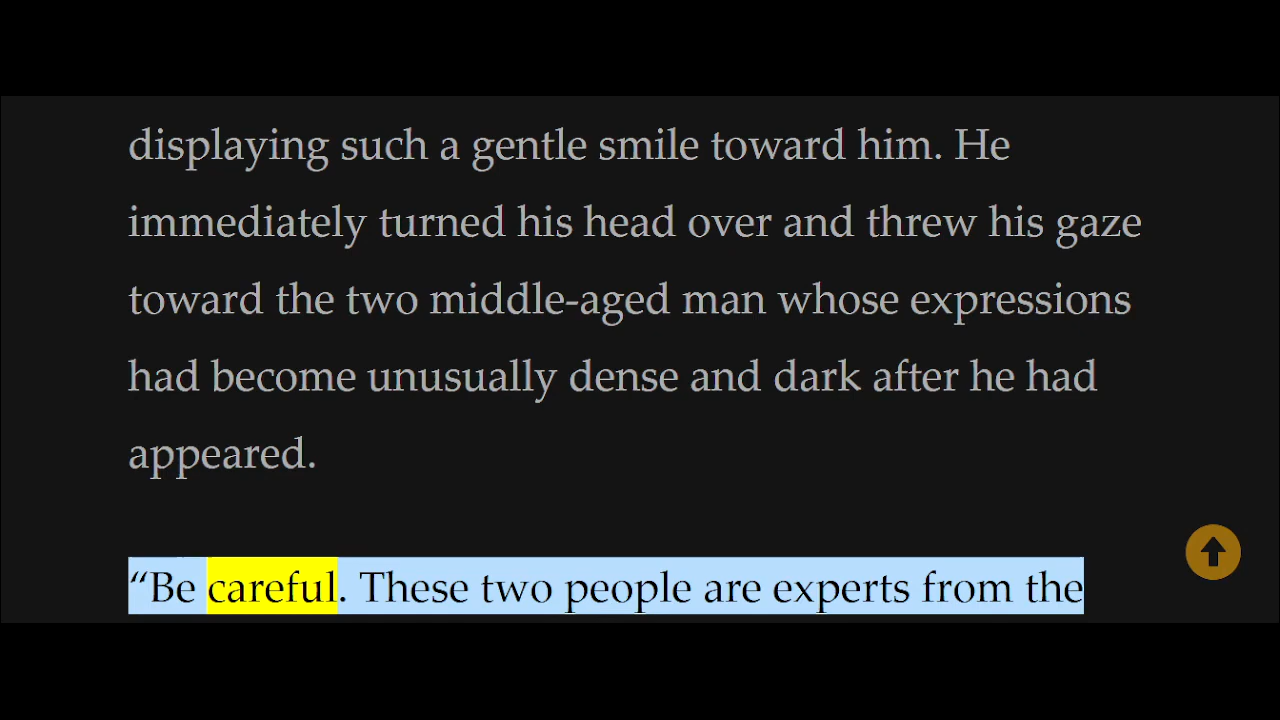 displaying such a gentle smile toward him. He
immediately turned his head over and threw his gaze
toward the two middle-aged man whose expressions
had become unusually dense and dark after he had
appeared.
“Be careful. These two people are experts from the